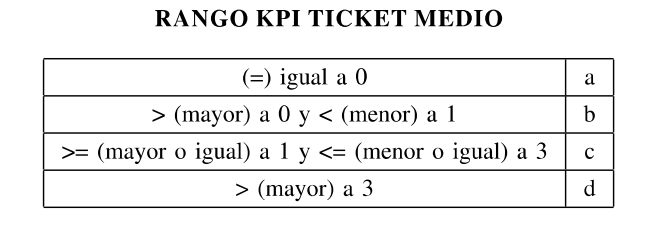 RANGO KPI TICKET MEDIO
(=) igual a 0 a
> (mayor) a 0 y < (menor) a 1 b
>= (mayor o igual) a 1 y <= (menor o igual) a 3 c
> (mayor) a 3 d